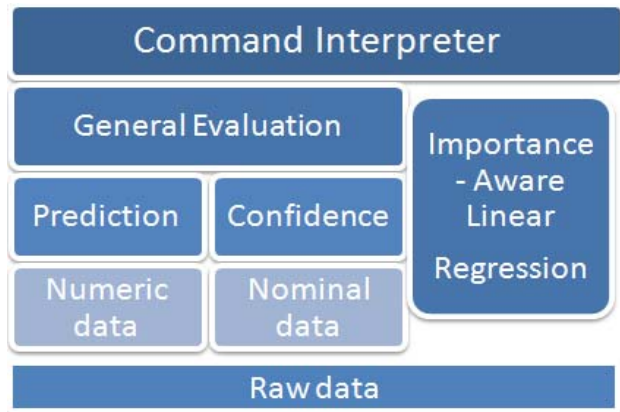 Command Interpreter
General Evaluation
Importance
- Aware
Linear
Regression
Prediction
Confidence
Numeric
data
Nominal
data
Raw data